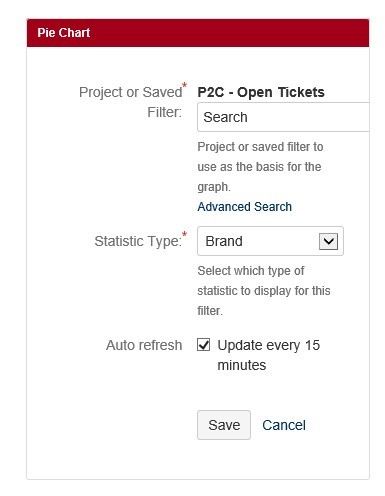 Pie Chart
Project or Saved* P2C - Open Tickets
Filter: Search
Project or saved filter to
use as the basis for the
graph.
Advanced Search
Statistic Type:* Brand
Select which type of
statistic to display for this
filter.
Auto refresh Update every 15
minutes
Save Cancel